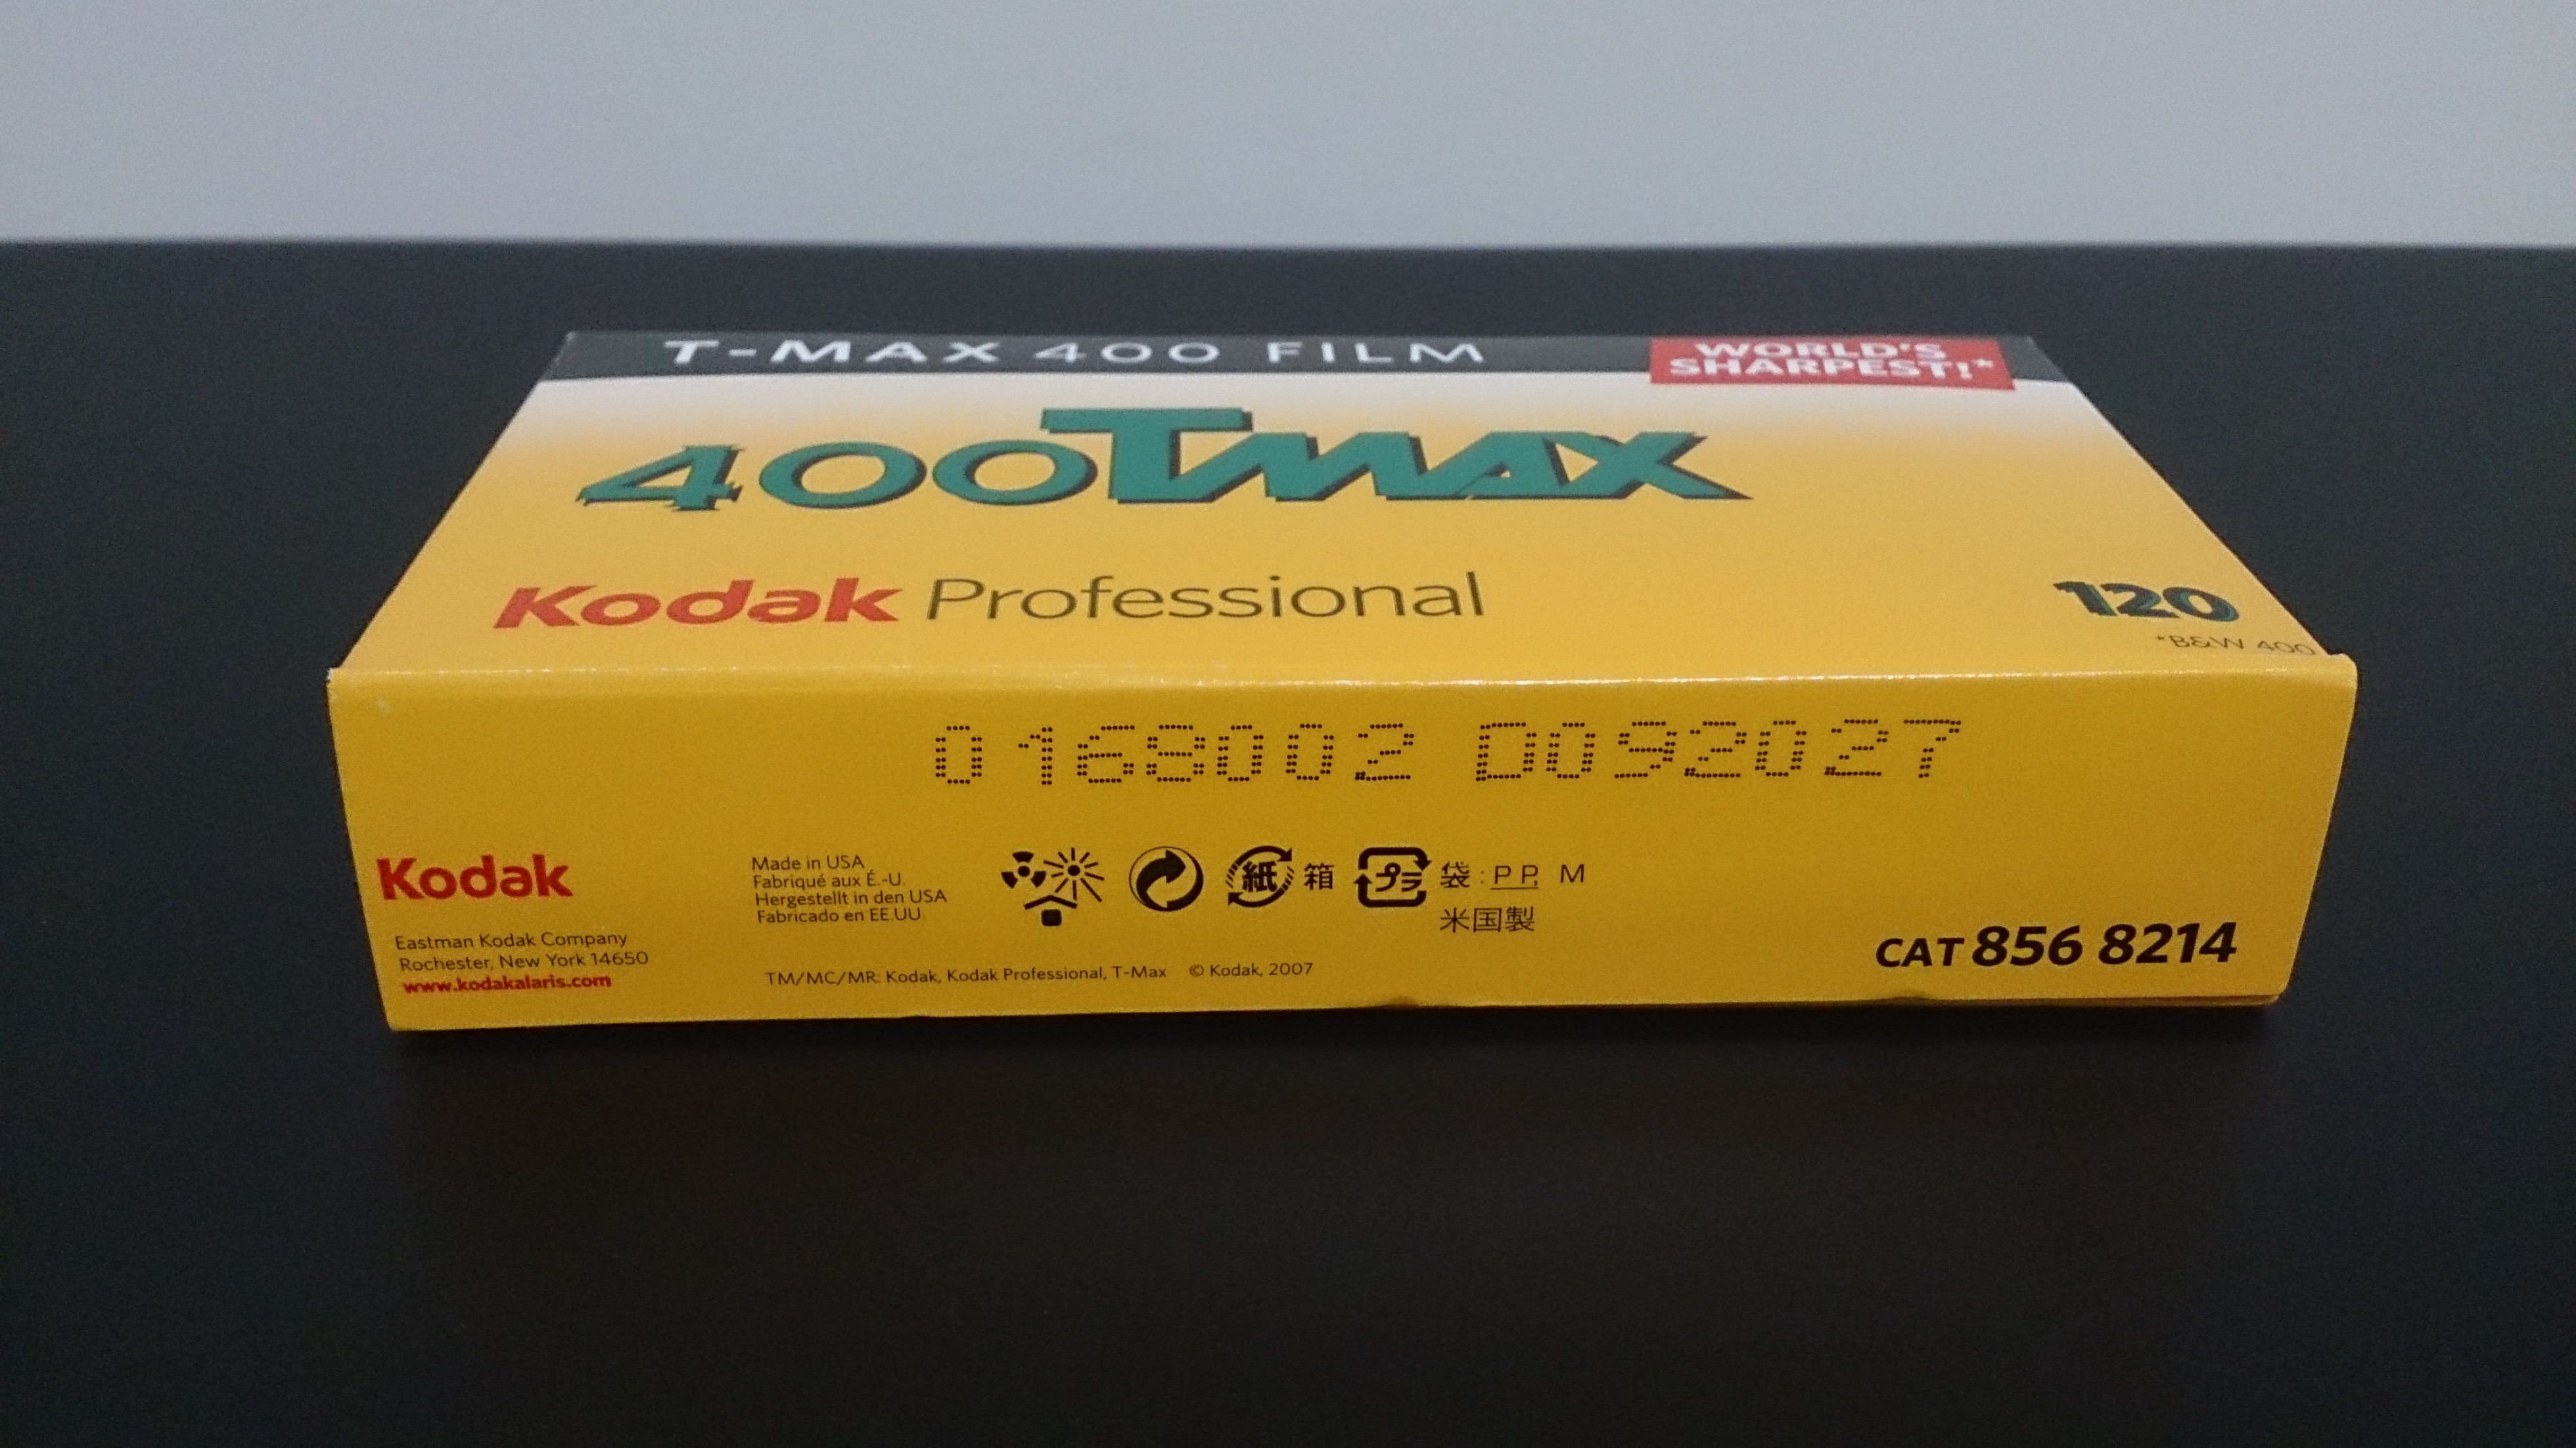 T-MAX 400 FILM
WORLD'S
SHARPEST!*
400TMAX
Kodak Professional
120
*B&W 400
0168002 D092027
Kodak
Eastman Kodak Company
Rochester, New York 14650
www.kodakalaris.com
Made in USA
Fabriqué aux É.-U.
Hergestellt in den USA
Fabricado en EE.UU.
紙 箱
プラ 袋 : PP, M
米国製
TM/MC/MR: Kodak, Kodak Professional, T-Max © Kodak, 2007
CAT 856 8214